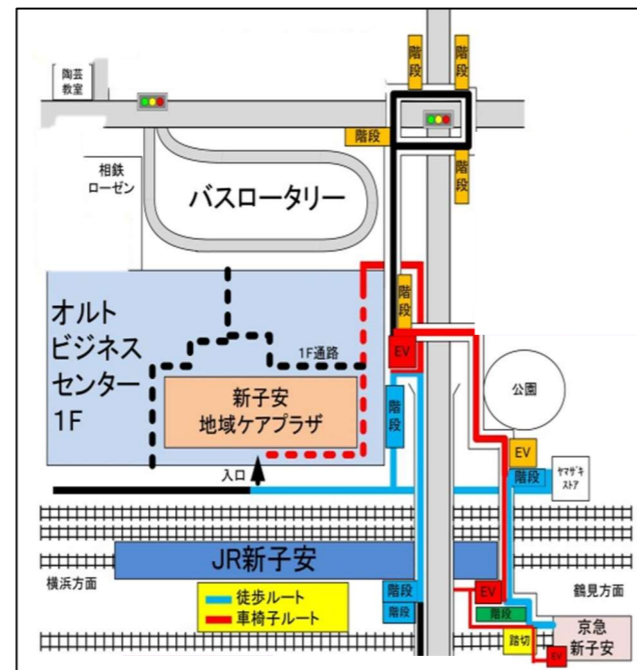 階段
階段
陶芸
教室
階段
相鉄
ローゼン
バスロータリー
階段
オルト
ビジネス
センター
1F
階段
1F通路
EV
新子安
地域ケアプラザ
階段
公園
EV
入口
階段
ヤマザキ
ストア
JR新子安
横浜方面
鶴見方面
徒歩ルート
車椅子ルート
階段
階段
EV
階段
踏切
京急
新子安
EV